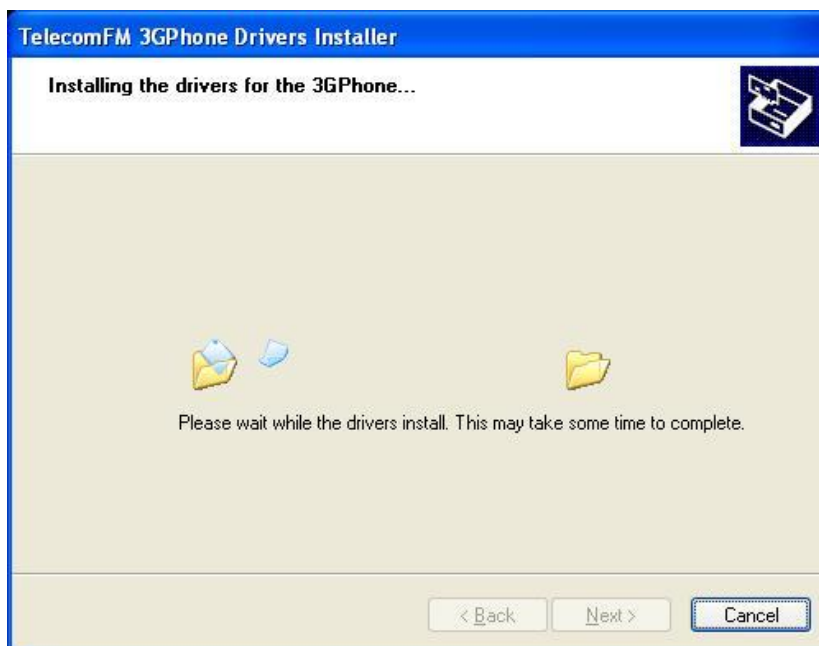 TelecomFM 3GPhone Drivers Installer
Installing the drivers for the 3GPhone...
Please wait while the drivers install. This may take some time to complete.
< Back Next > Cancel